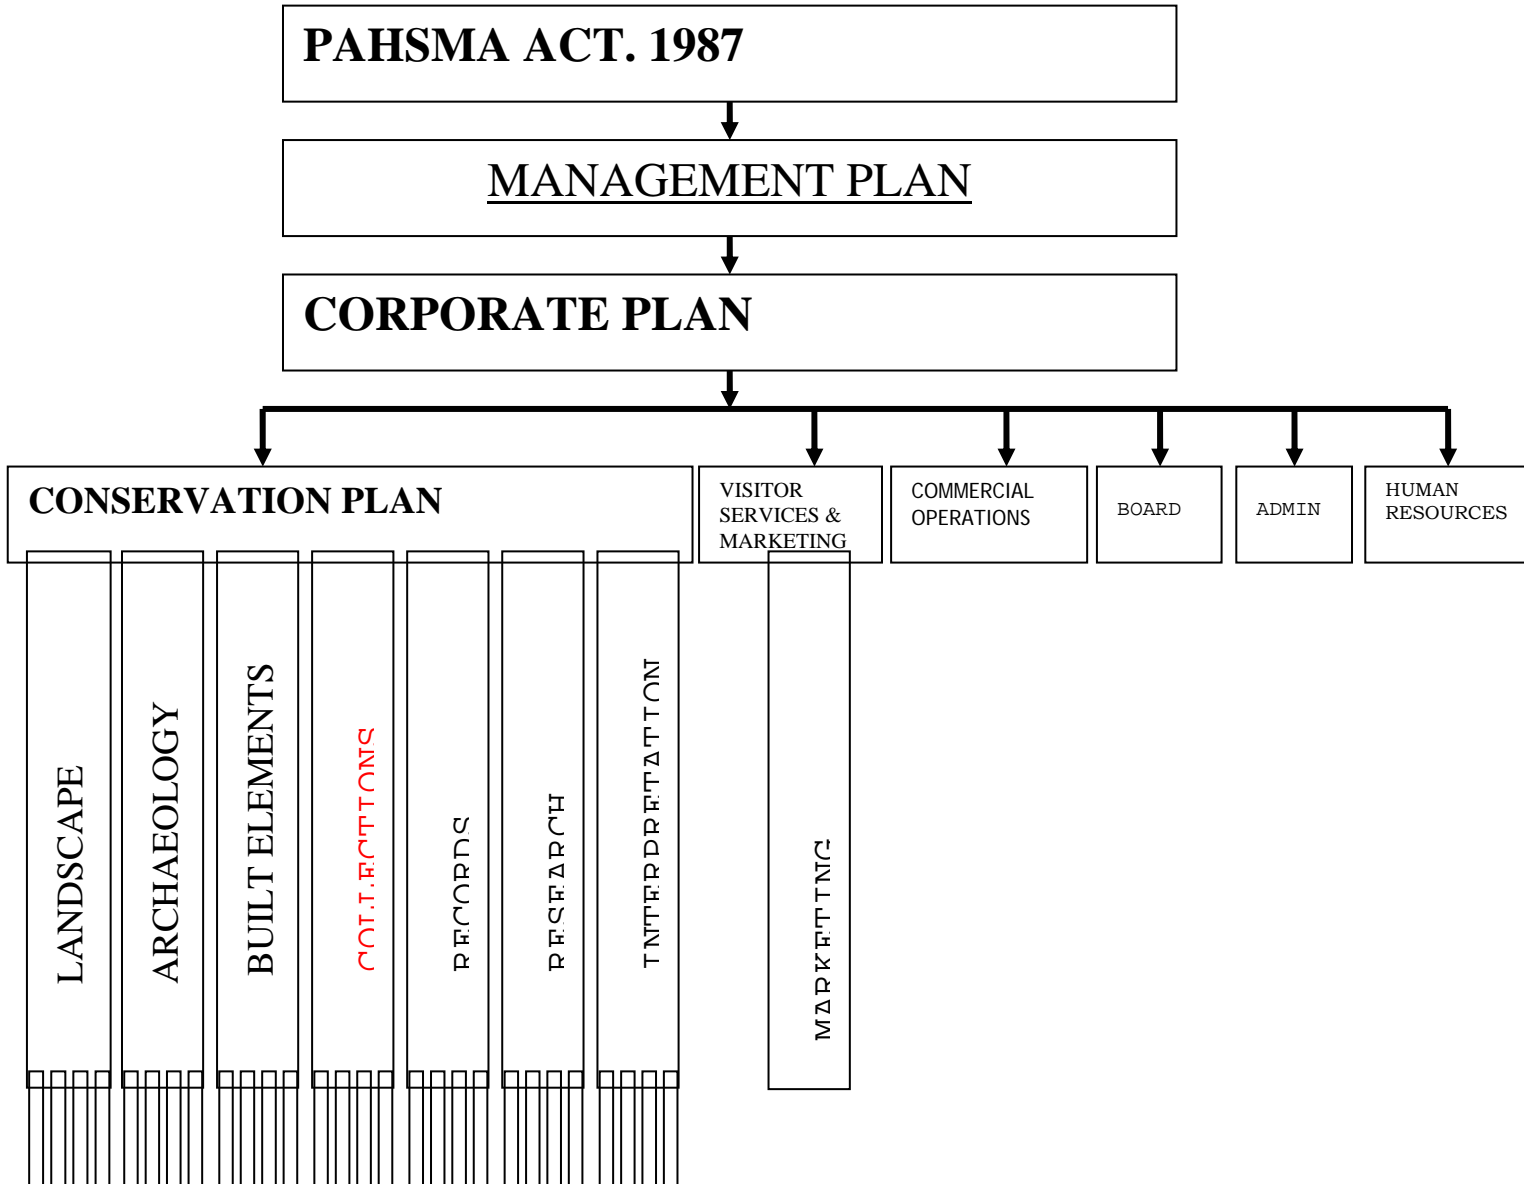 PAHSMA ACT. 1987
MANAGEMENT PLAN
CORPORATE PLAN
CONSERVATION PLAN
VISITOR
SERVICES &
MARKETING
COMMERCIAL
OPERATIONS
BOARD
ADMIN
HUMAN
RESOURCES
LANDSCAPE
ARCHAEOLOGY
BUILT ELEMENTS
COLLECTIONS
RECORDS
RESEARCH
INTERPRETATION
MARKETING